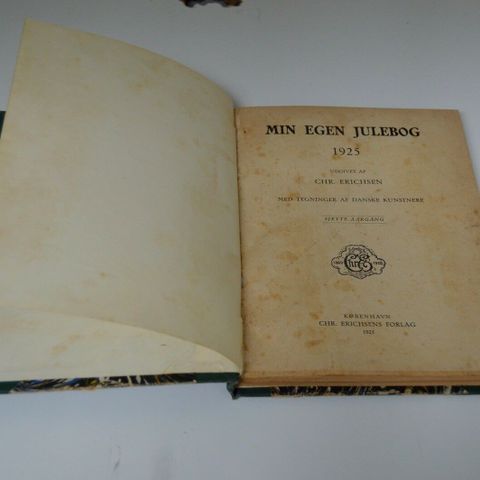 MIN EGEN JULEBOG
1925
UDGIVET AF
CHR. ERICHSEN
MED TEGNINGER AF DANSKE KUNSTNERE
AARGANG
KØBENHAVN
CHR. ERICHSENS FORLAG
1925